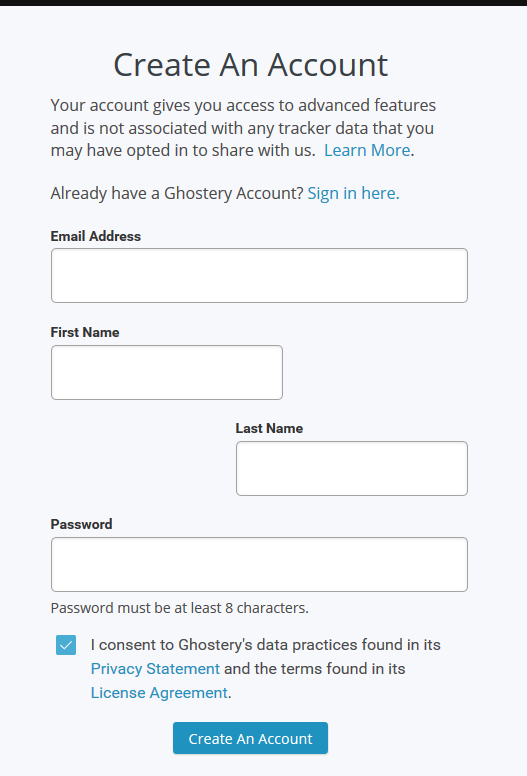 Create An Account
Your account gives you access to advanced features
and is not associated with any tracker data that you
may have opted in to share with us. Learn More.
Already have a Ghostery Account? Sign in here.
Email Address
First Name
Last Name
Password
Password must be at least 8 characters.
I consent to Ghostery's data practices found in its
Privacy Statement and the terms found in its
License Agreement.
Create An Account